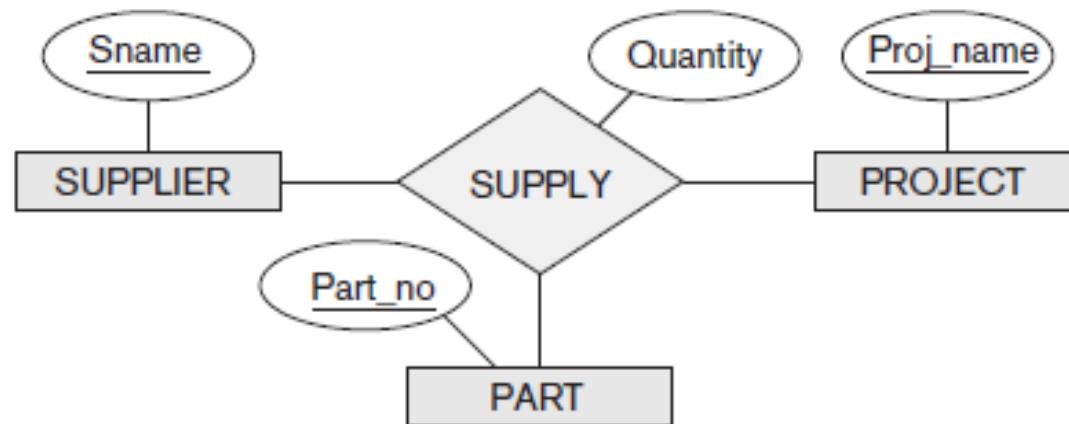 Sname
Quantity
Proj_name
SUPPLIER
SUPPLY
PROJECT
Part_no
PART